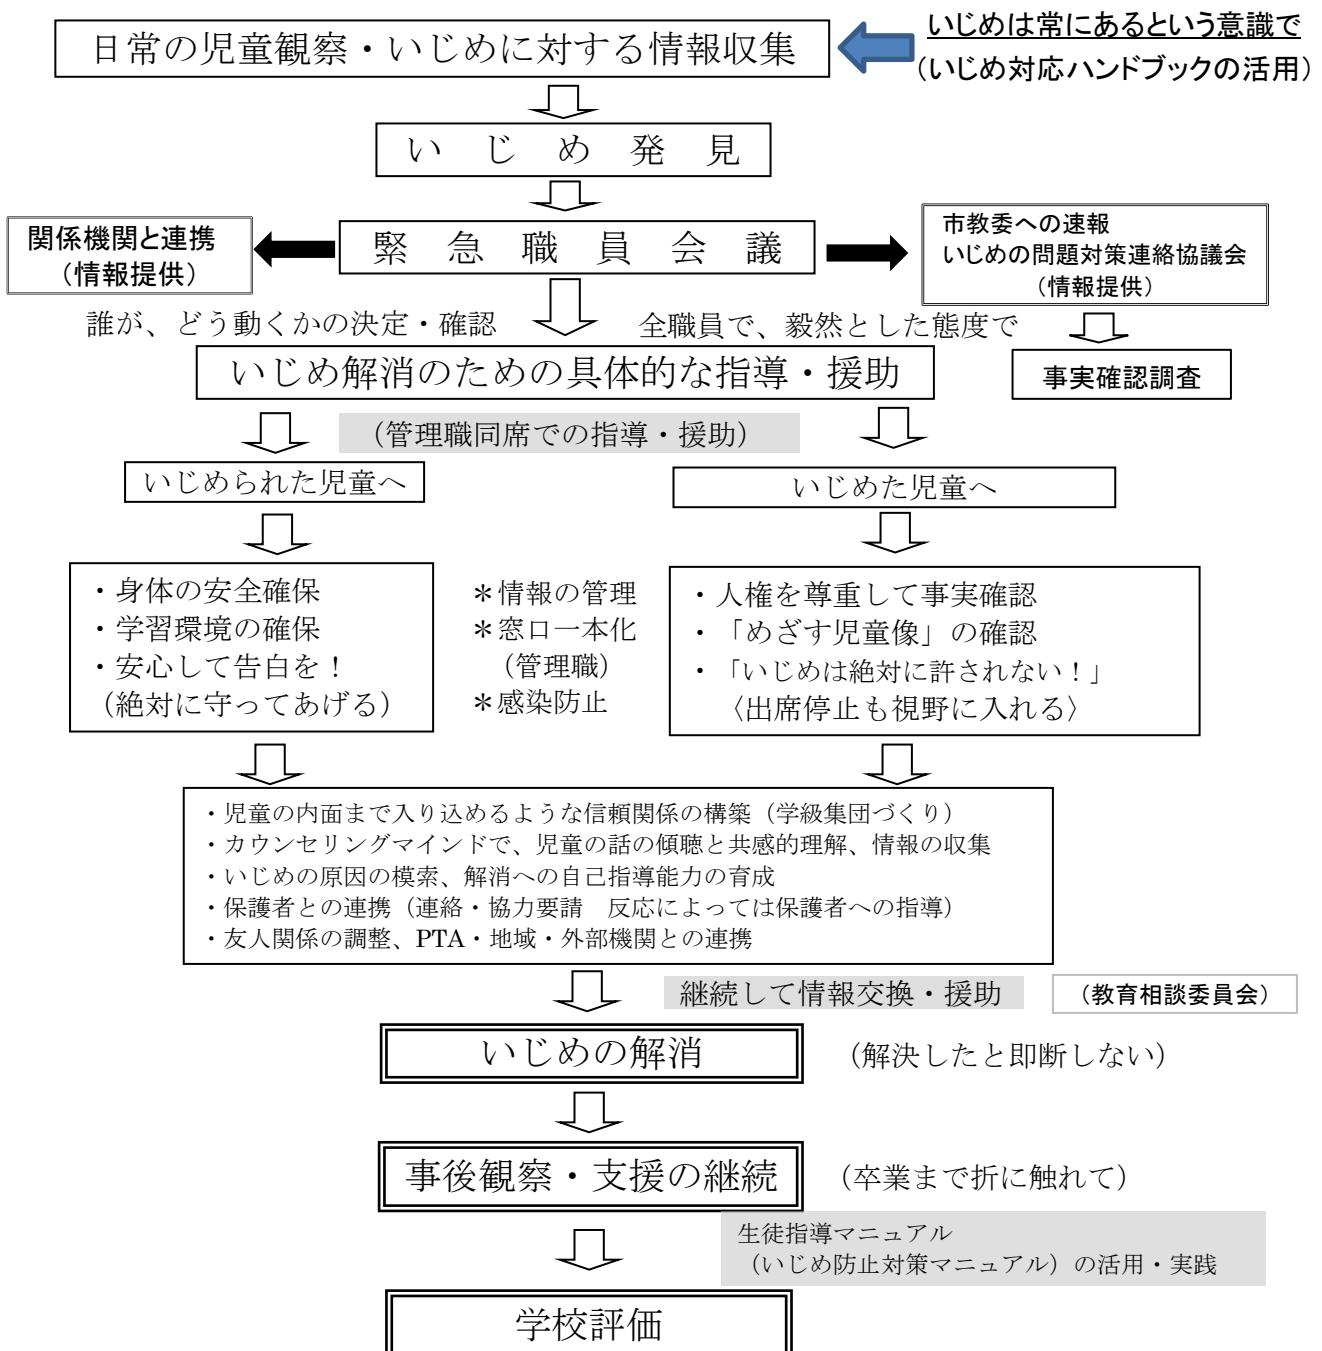 日常の児童観察・いじめに対する情報収集
いじめは常にあるという意識で
(いじめ対応ハンドブックの活用)
い じ め 発 見
関係機関と連携
(情報提供)
緊 急 職 員 会 議
市教委への速報
いじめの問題対策連絡協議会
(情報提供)
誰が、どう動くかの決定・確認
全職員で、毅然とした態度で
いじめ解消のための具体的な指導・援助
事実確認調査
(管理職同席での指導・援助)
いじめられた児童へ
いじめた児童へ
・身体の安全確保
・学習環境の確保
・安心して告白を!
(絶対に守ってあげる)
*情報の管理
*窓口一本化
(管理職)
*感染防止
・人権を尊重して事実確認
・「めざす児童像」の確認
・「いじめは絶対に許されない!」
〈出席停止も視野に入れる〉
・児童の内面まで入り込めるような信頼関係の構築(学級集団づくり)
・カウンセリングマインドで、児童の話の傾聴と共感的理解、情報の収集
・いじめの原因の模索、解消への自己指導能力の育成
・保護者との連携(連絡・協力要請 反応によっては保護者への指導)
・友人関係の調整、PTA・地域・外部機関との連携
継続して情報交換・援助
(教育相談委員会)
いじめの解消
(解決したと即断しない)
事後観察・支援の継続
(卒業まで折に触れて)
生徒指導マニュアル
(いじめ防止対策マニュアル)の活用・実践
学校評価